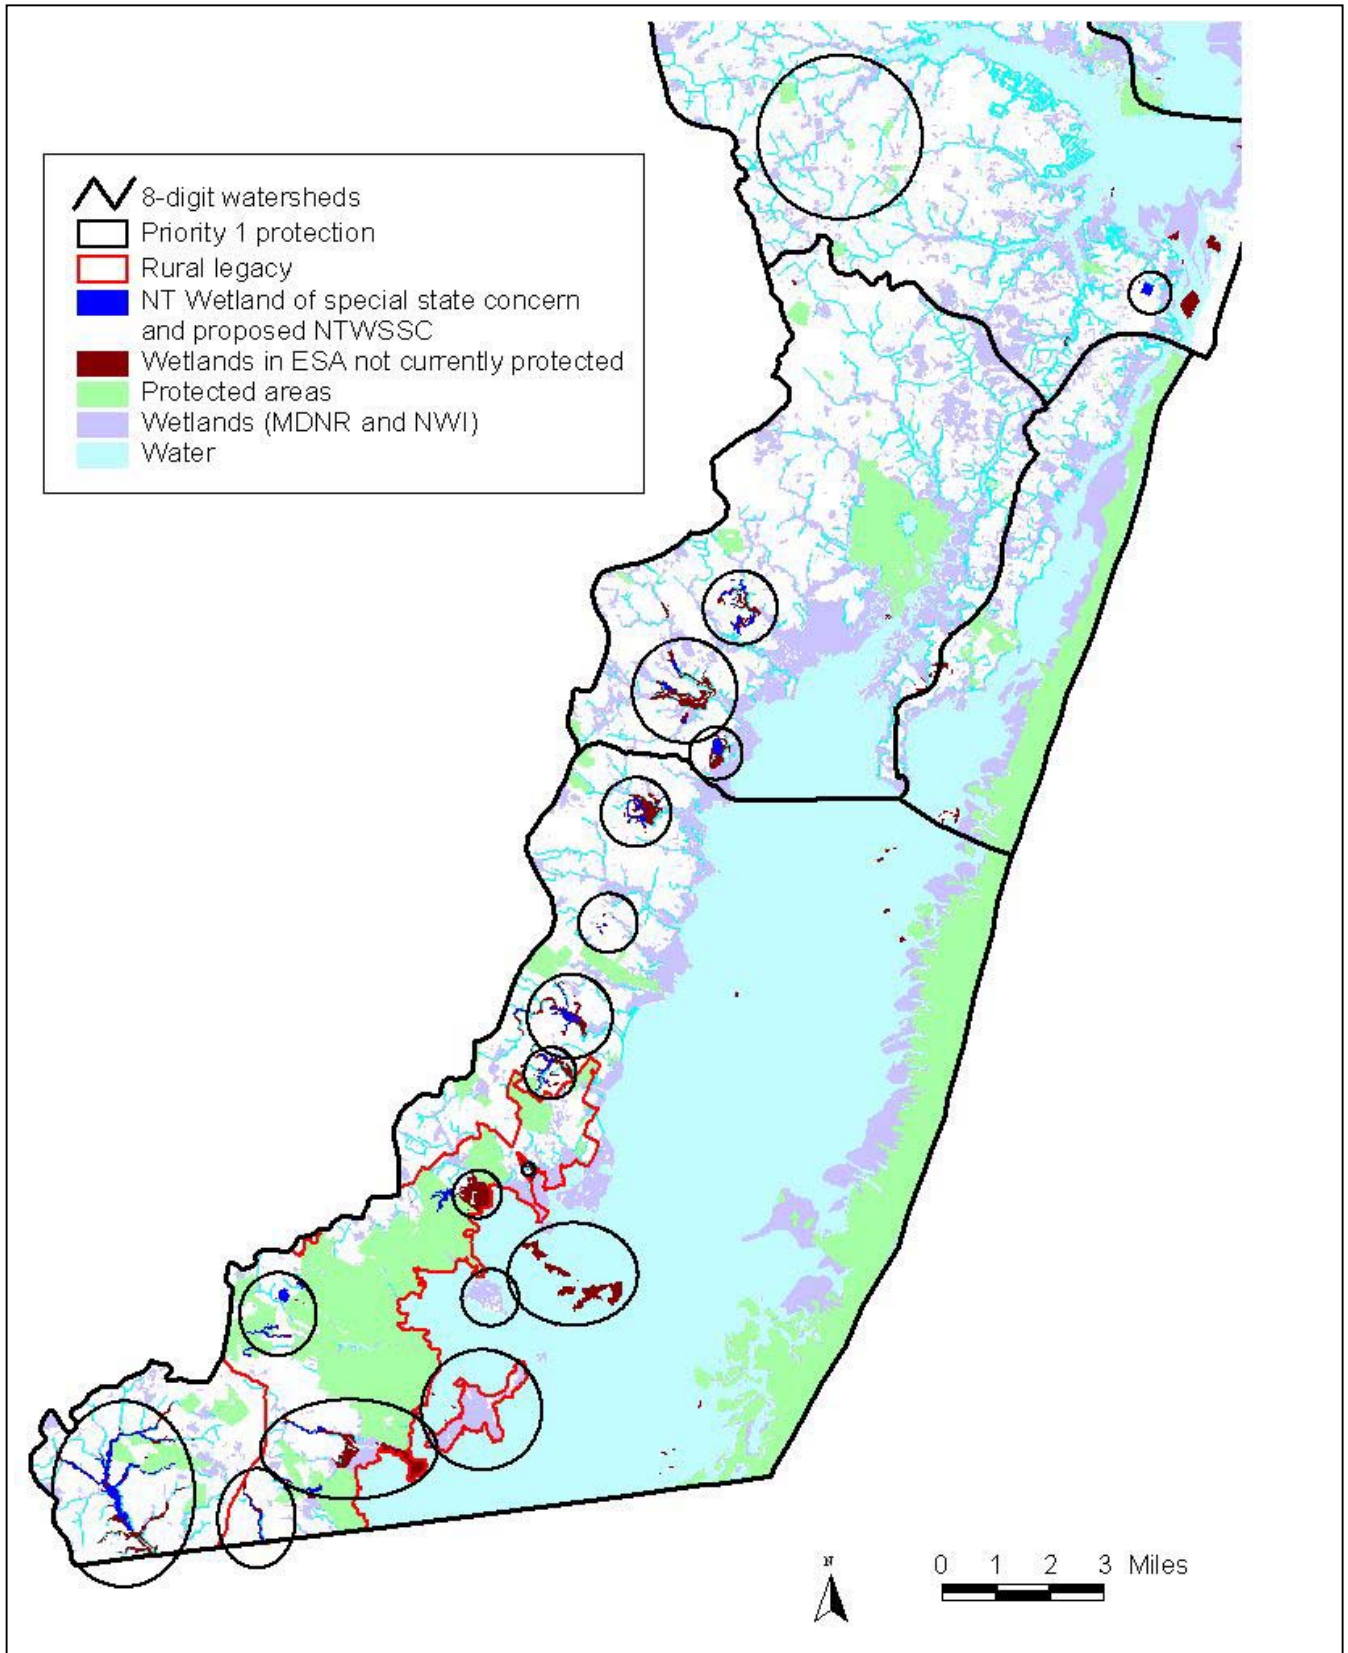 8-digit watersheds
Priority 1 protection
Rural legacy
NT Wetland of special state concern
and proposed NTWSSC
Wetlands in ESA not currently protected
Protected areas
Wetlands (MDNR and NWI)
Water
N
0 1 2 3 Miles